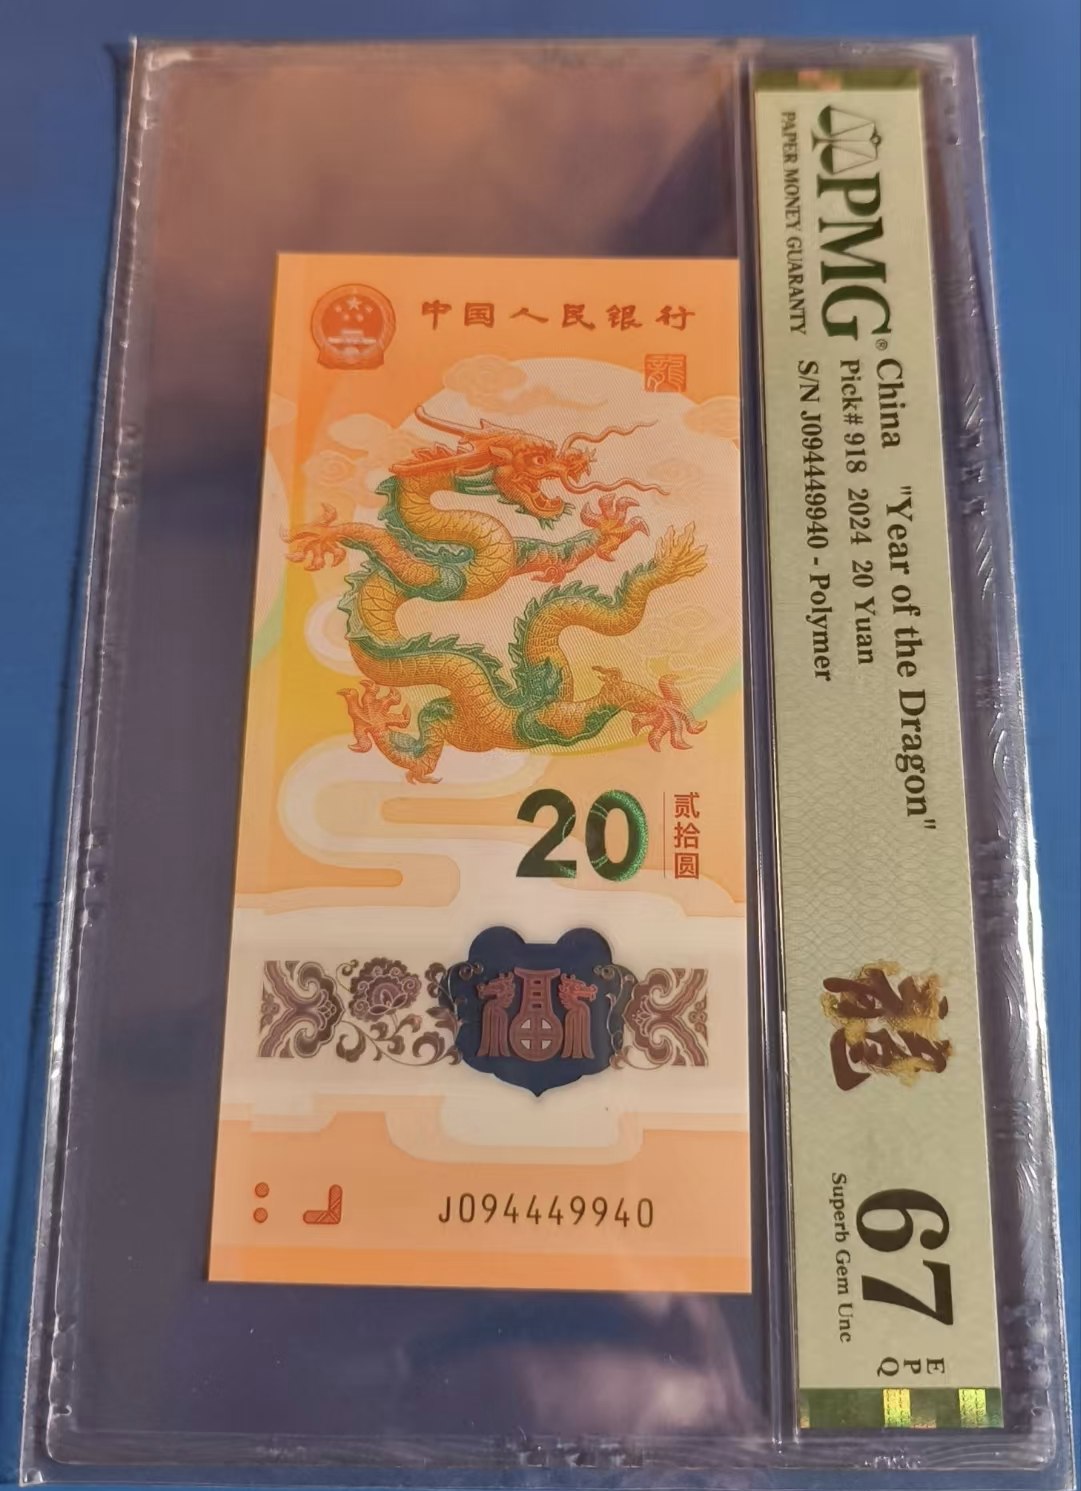 中国人民银行
龍
20
贰拾圆
J094449940
PMG®
PAPER MONEY GUARANTY
China "Year of the Dragon"
Pick# 918 2024 20 Yuan
S/N J094449940 - Polymer
龍
67
EPQ
Superb Gem Unc